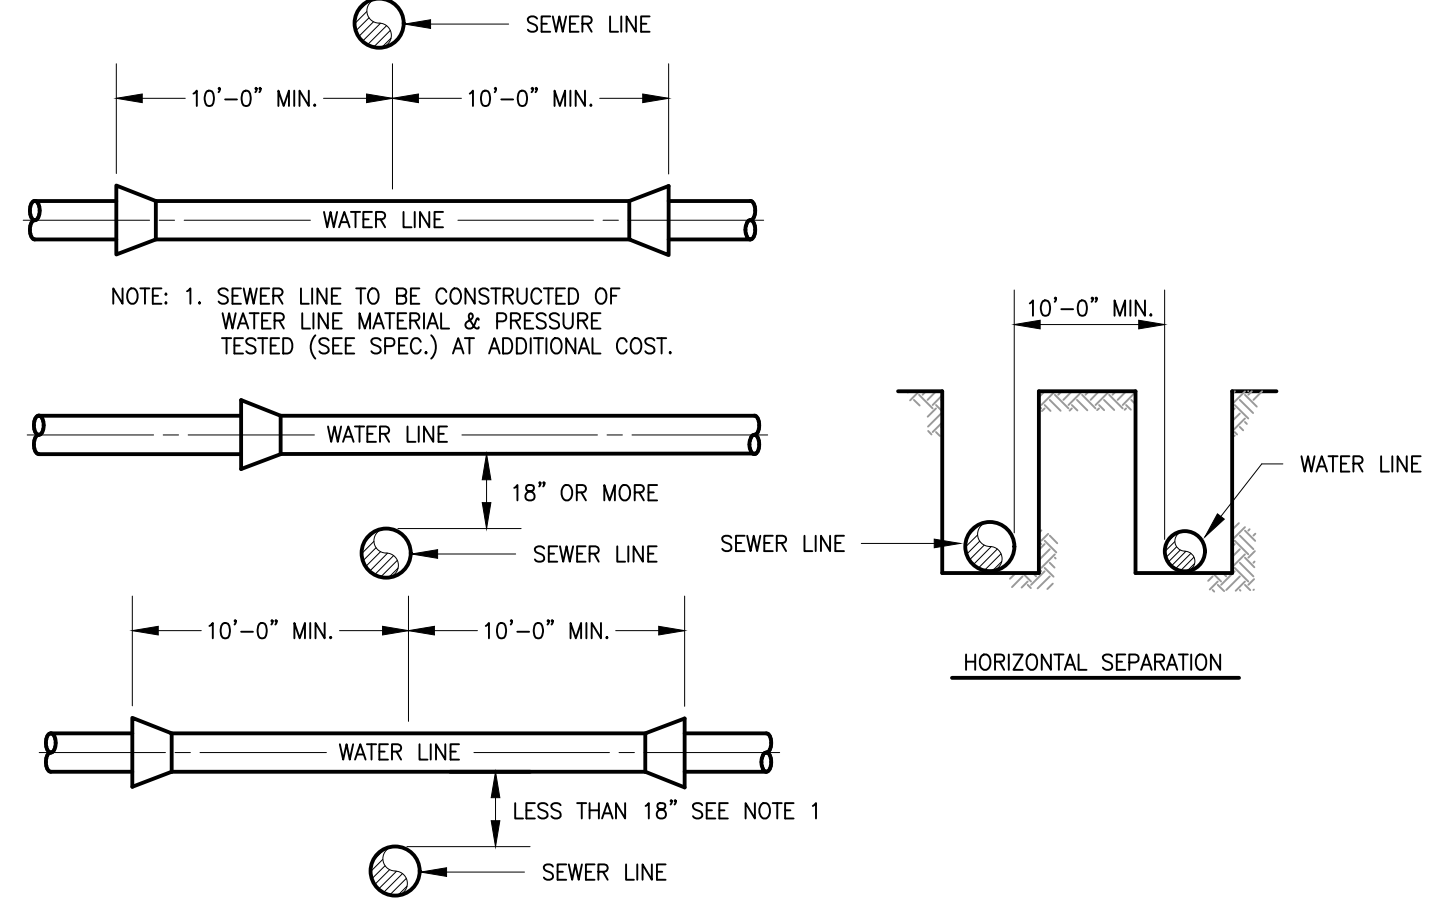 SEWER LINE
10'-0" MIN.
10'-0" MIN.
WATER LINE
NOTE: 1. SEWER LINE TO BE CONSTRUCTED OF
WATER LINE MATERIAL & PRESSURE
TESTED (SEE SPEC.) AT ADDITIONAL COST.
WATER LINE
18" OR MORE
SEWER LINE
10'-0" MIN.
10'-0" MIN.
WATER LINE
LESS THAN 18" SEE NOTE 1
SEWER LINE
10'-0" MIN.
WATER LINE
SEWER LINE
HORIZONTAL SEPARATION